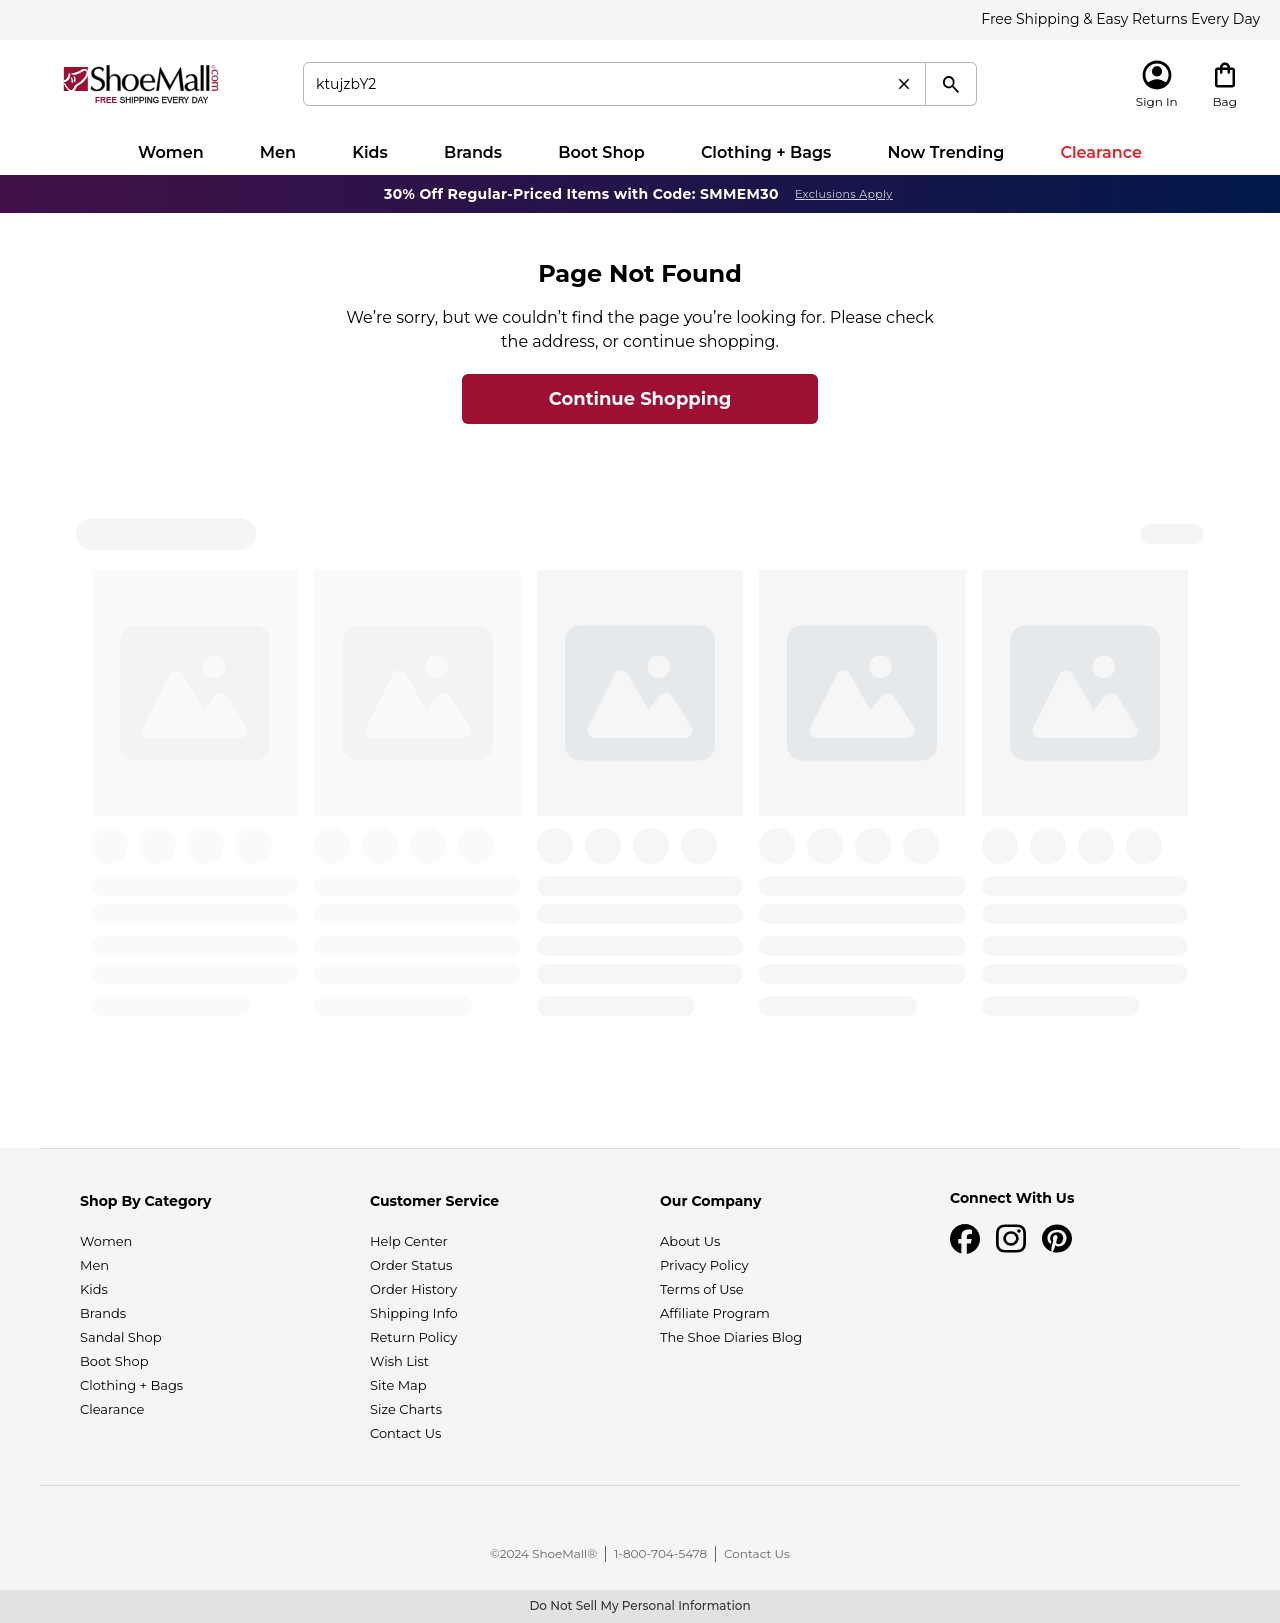 Free Shipping & Easy Returns Every Day
ShoeMall.com
FREE SHIPPING EVERY DAY
ktujzbY2
Sign In
Bag
Women Men Kids Brands Boot Shop Clothing + Bags Now Trending Clearance
30% Off Regular-Priced Items with Code: SMMEM30 Exclusions Apply
Page Not Found
We’re sorry, but we couldn’t find the page you’re looking for. Please check
the address, or continue shopping.
Continue Shopping
Shop By Category
Women
Men
Kids
Brands
Sandal Shop
Boot Shop
Clothing + Bags
Clearance
Customer Service
Help Center
Order Status
Order History
Shipping Info
Return Policy
Wish List
Site Map
Size Charts
Contact Us
Our Company
About Us
Privacy Policy
Terms of Use
Affiliate Program
The Shoe Diaries Blog
Connect With Us
©2024 ShoeMall® 1-800-704-5478 Contact Us
Do Not Sell My Personal Information